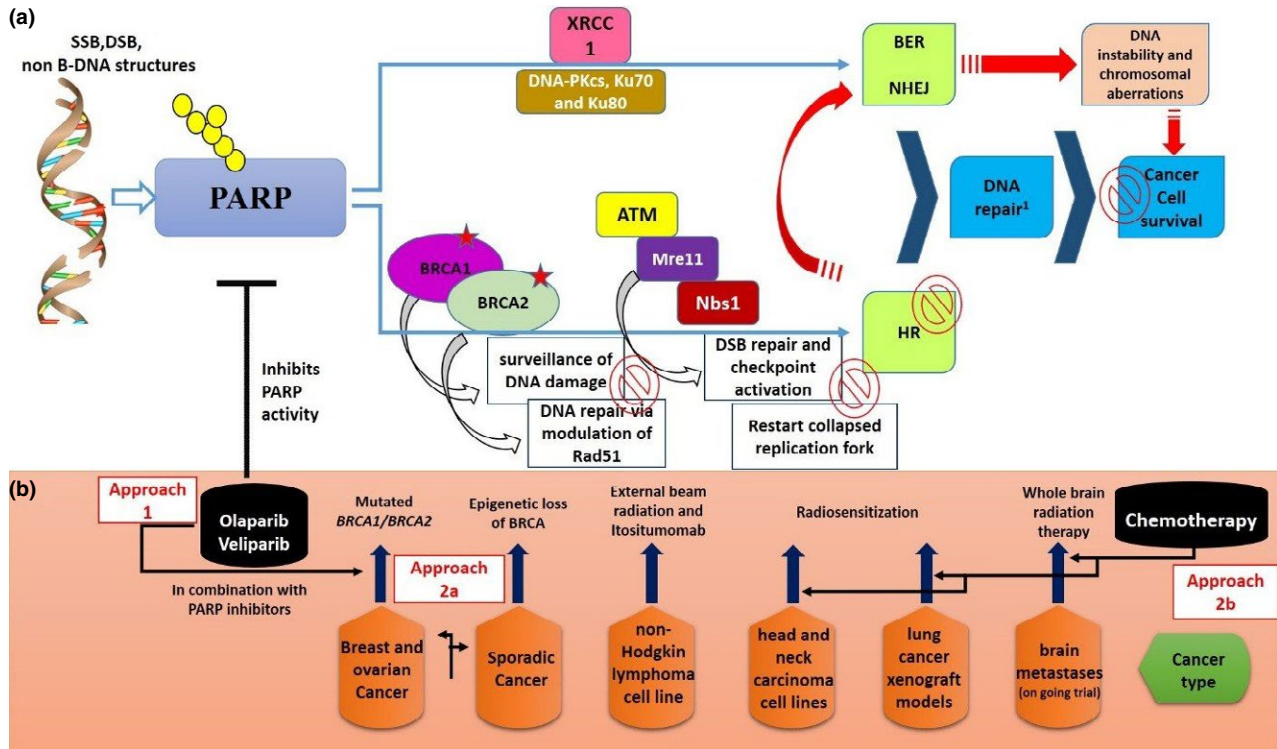 (a)
SSB,DSB,
non B-DNA structures
PARP
XRCC
1
DNA-PKcs, Ku70
and Ku80
BER
NHEJ
DNA
instability and
chromosomal
aberrations
DNA
repair1
Cancer
Cell
survival
ATM
Mre11
Nbs1
BRCA1
BRCA2
HR
surveillance of
DNA damage
DNA repair via
modulation of
Rad51
DSB repair and
checkpoint
activation
Restart collapsed
replication fork
Inhibits
PARP
activity
(b)
Approach
1
Olaparib
Veliparib
In combination with
PARP inhibitors
Mutated
BRCA1/BRCA2
Approach
2a
Epigenetic loss
of BRCA
External beam
radiation and
Itositumomab
Radiosensitization
Whole brain
radiation
therapy
Chemotherapy
Approach
2b
Breast and
ovarian
Cancer
Sporadic
Cancer
non-
Hodgkin
lymphoma
cell line
head and
neck
carcinoma
cell lines
lung
cancer
xenograft
models
brain
metastases
(on going trial)
Cancer
type